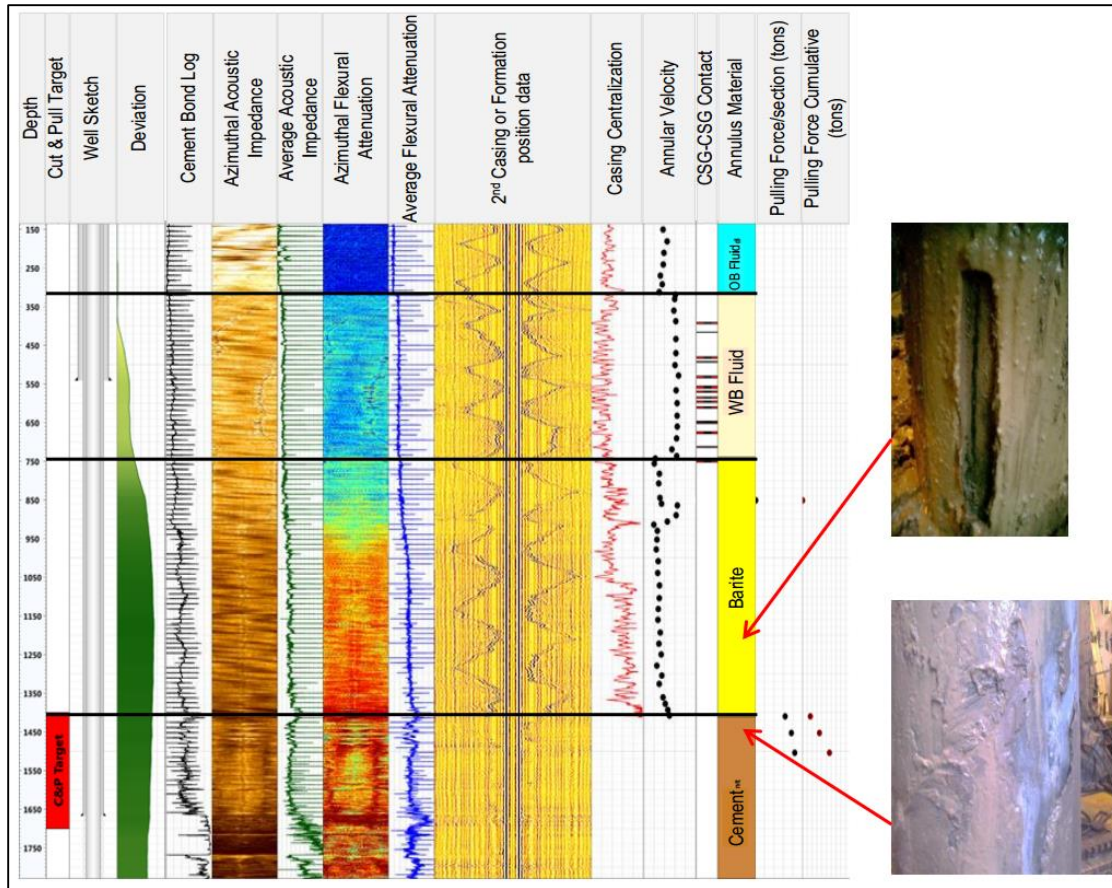 Depth
Cut & Pull Target
Well Sketch
Deviation
Cement Bond Log
Azimuthal Acoustic
Impedance
Average Acoustic
Impedance
Azimuthal Flexural
Attenuation
Average Flexurural Attenuation
2nd Casing or Formation
position data
Casing Centralization
Annular Velocity
CSG-CSG Contact
Annulus Material
Pulling Force/section (tons)
Pulling Force Cumulative
(tons)
150
250
350
450
550
650
750
850
950
1050
1150
1250
1350
1450
1550
1650
1750
C&P Target
OB Fluid
WB Fluid
Barite
Cement